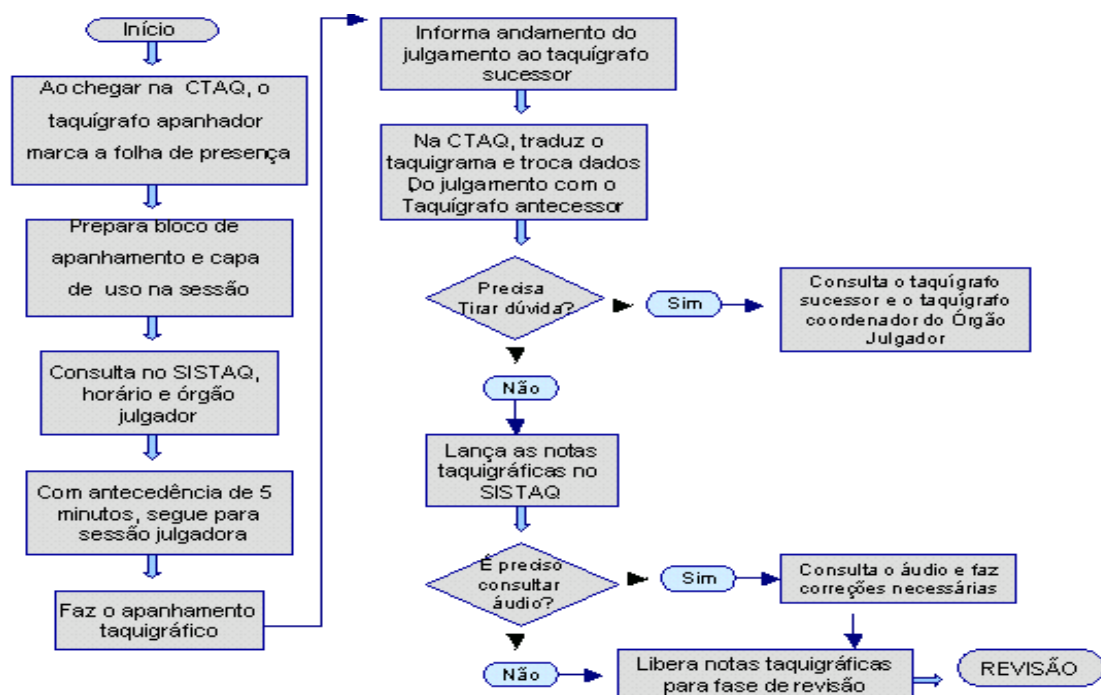 Início
Ao chegar na CTAQ, o
taquígrafo apanhador
marca a folha de presença
Prepara bloco de
apanhamento e capa
de uso na sessão
Consulta no SISTAQ,
horário e órgão
julgador
Com antecedência de 5
minutos, segue para
sessão julgadora
Faz o apanhamento
taquigráfico
Informa andamento do
julgamento ao taquígrafo
sucessor
Na CTAQ, traduz o
taquigrama e troca dados
Do julgamento com o
Taquígrafo antecessor
Precisa
Tirar dúvida?
Sim
Consulta o taquígrafo
sucessor e o taquígrafo
coordenador do Órgão
Julgador
Não
Lança as notas
taquigráficas no
SISTAQ
É preciso
consultar
áudio?
Sim
Consulta o áudio e faz
correções necessárias
Não
Libera notas taquigráficas
para fase de revisão
REVISÃO